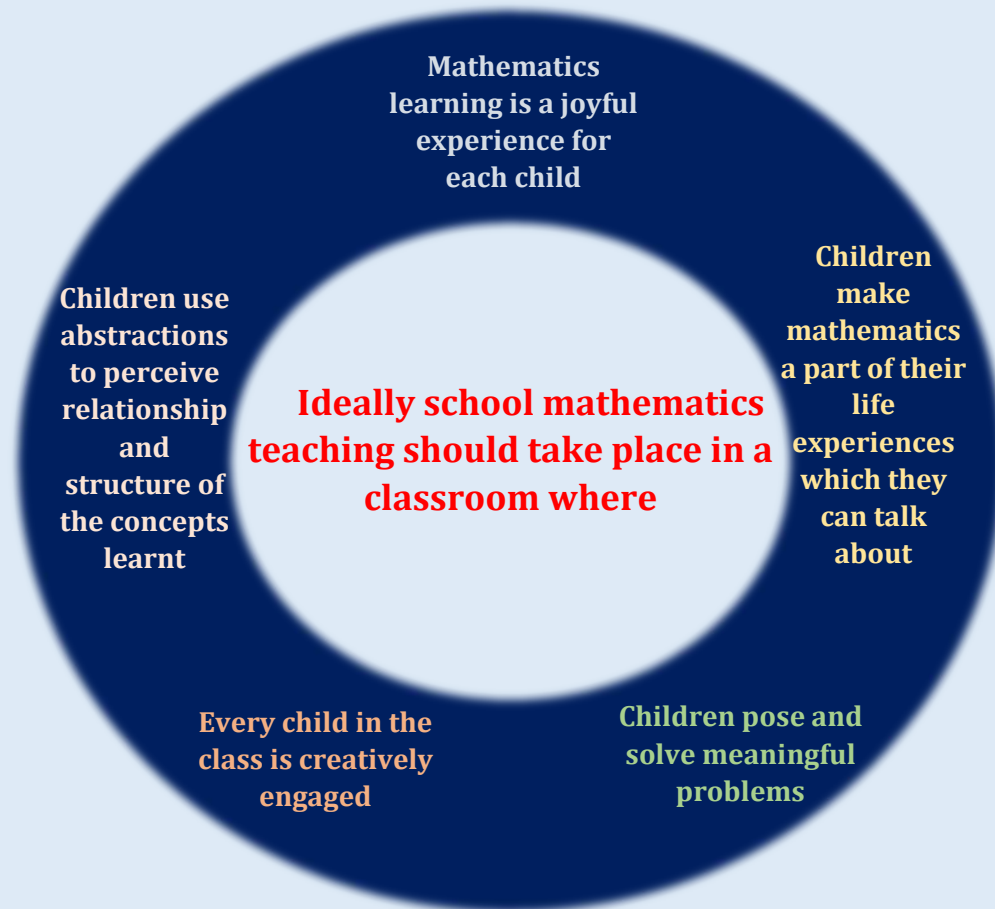 Mathematics
learning is a joyful
experience for
each child
Children
make
mathematics
a part of their
life
experiences
which they
can talk
about
Children pose and
solve meaningful
problems
Every child in the
class is creatively
engaged
Children use
abstractions
to perceive
relationship
and
structure of
the concepts
learnt
Ideally school mathematics
teaching should take place in a
classroom where